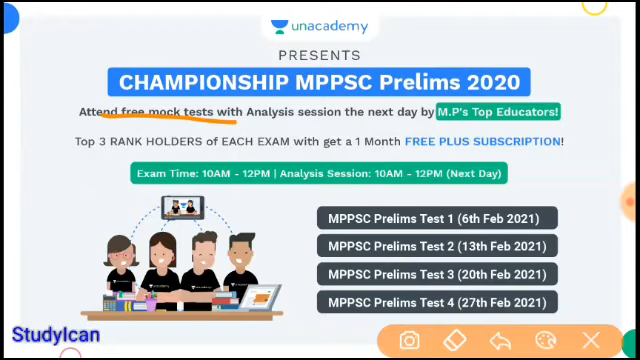 unacademy
PRESENTS
CHAMPIONSHIP MPPSC Prelims 2020
Attend free mock tests with Analysis session the next day by M.P's Top Educators!
Top 3 RANK HOLDERS of EACH EXAM with get a 1 Month FREE PLUS SUBSCRIPTION!
Exam Time: 10AM - 12PM | Analysis Session: 10AM - 12PM (Next Day)
MPPSC Prelims Test 1 (6th Feb 2021)
MPPSC Prelims Test 2 (13th Feb 2021)
MPPSC Prelims Test 3 (20th Feb 2021)
MPPSC Prelims Test 4 (27th Feb 2021)
StudyIcan